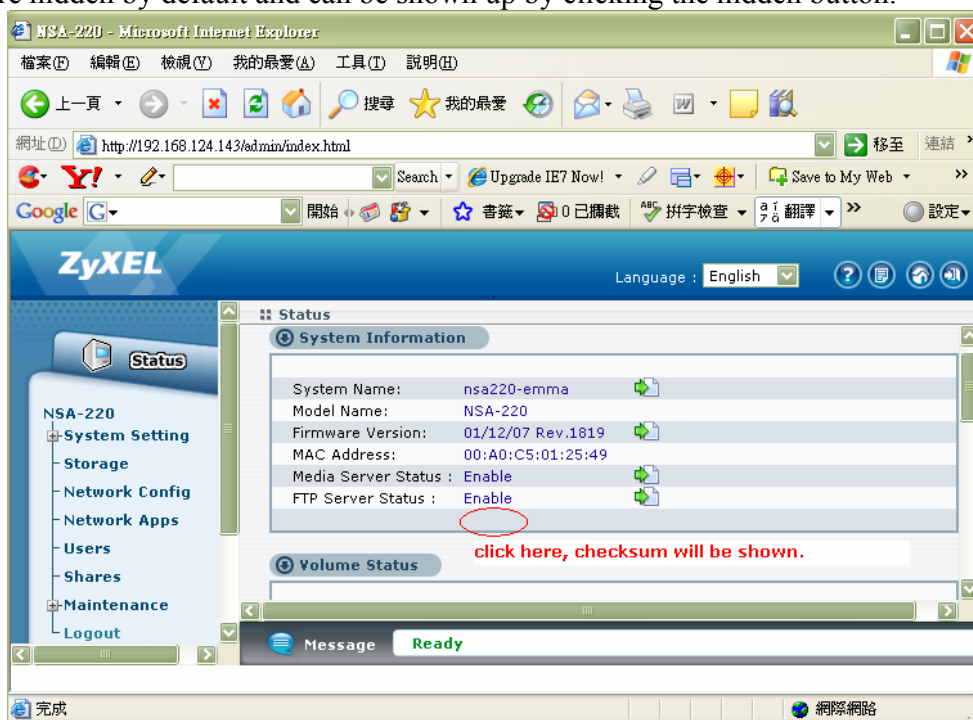 re hidden by default and can be shown up by clicking the hidden button.
NSA-220 - Microsoft Internet Explorer
檔案(F) 編輯(E) 檢視(V) 我的最愛(A) 工具(T) 說明(H)
上一頁 搜尋 我的最愛
網址(D) http://192.168.124.143/admin/index.html 移至 連結 »
Y! Search Upgrade IE7 Now! Save to My Web »
Google G 開始 書籤 0 已攔截 ABC 拼字檢查 翻譯 » 設定
ZyXEL
Language : English
Status
System Information
Status
System Name: nsa220-emma
NSA-220
Model Name: NSA-220
System Setting
Firmware Version: 01/12/07 Rev.1819
MAC Address: 00:A0:C5:01:25:49
Storage
Media Server Status : Enable
Network Config
FTP Server Status : Enable
Network Apps
click here, checksum will be shown.
Users
Volume Status
Shares
Maintenance
Logout
Message Ready
完成 網際網路